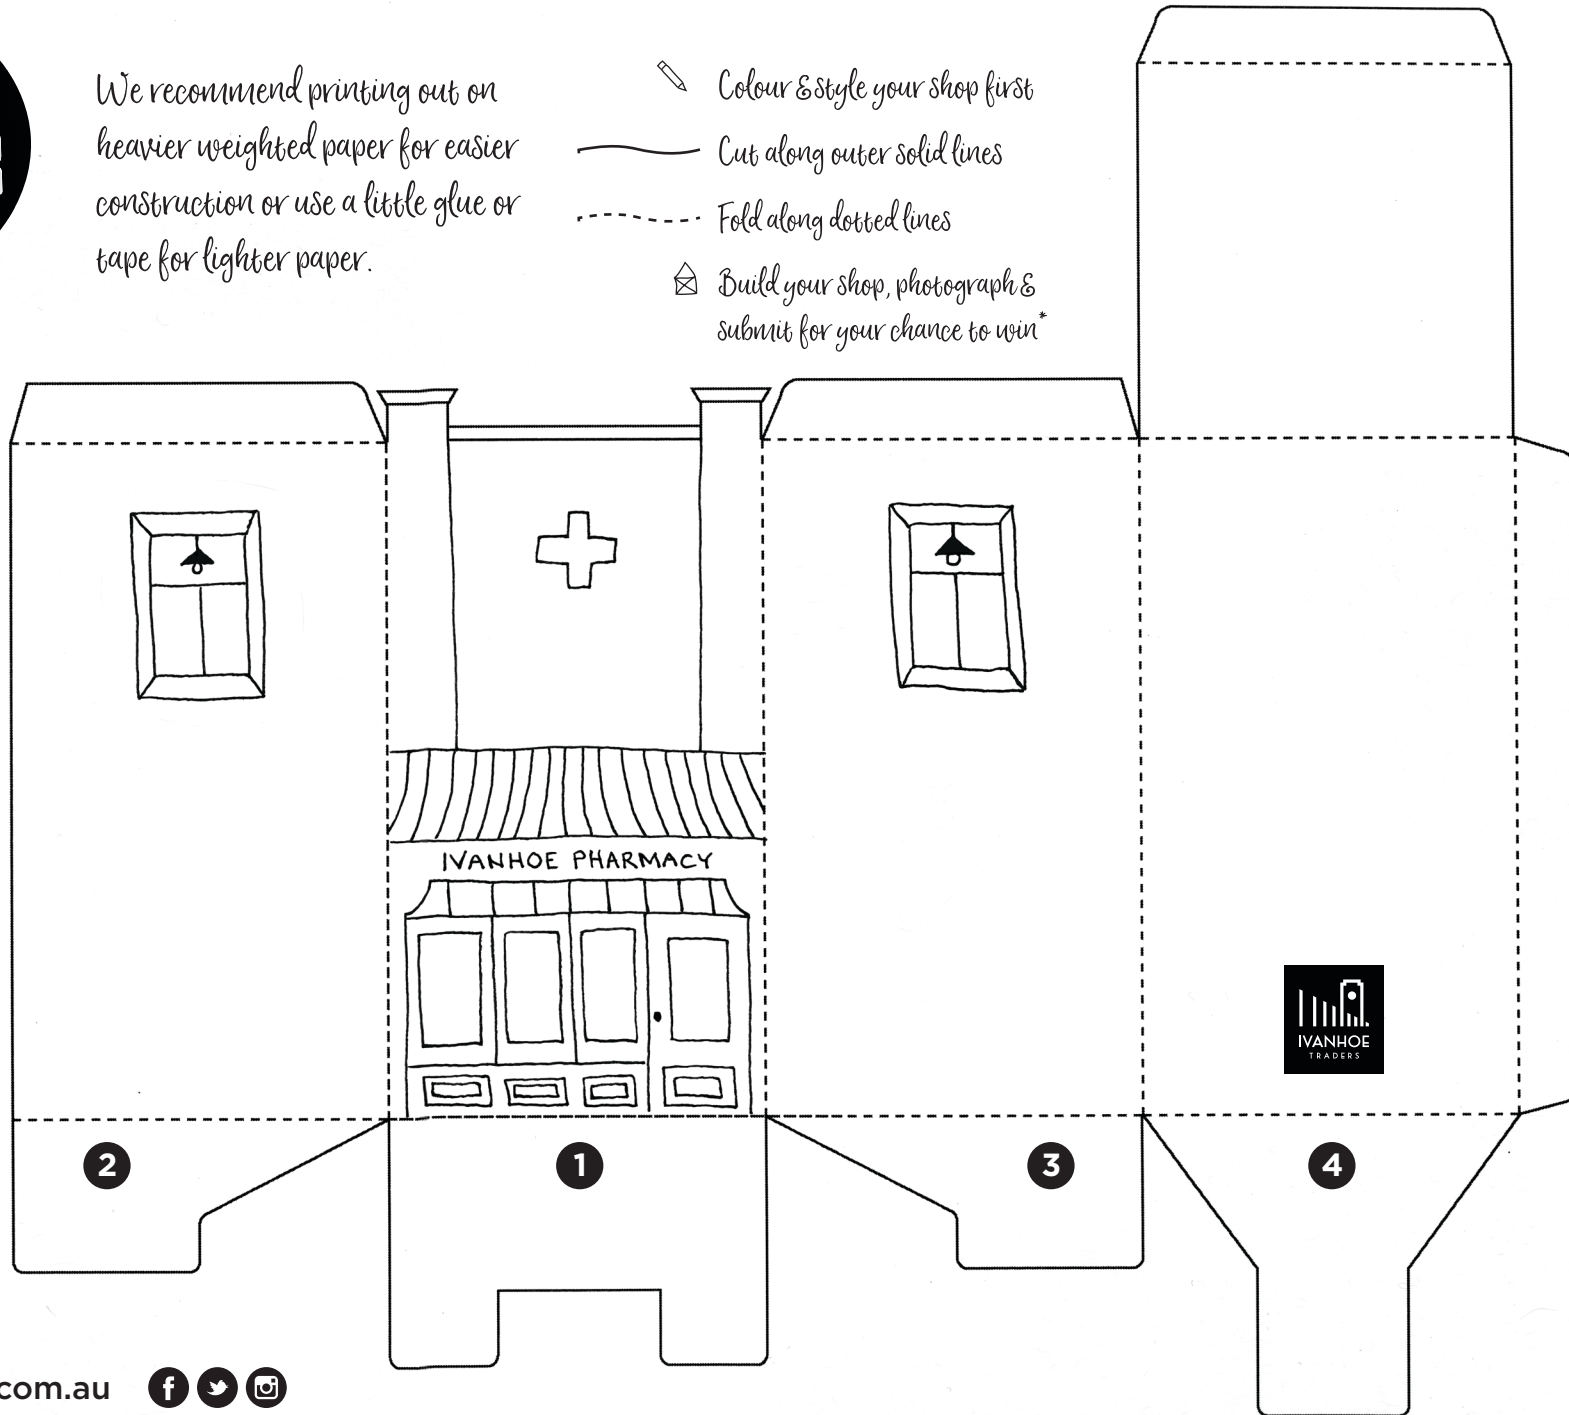 We recommend printing out on
heavier weighted paper for easier
construction or use a little glue or
tape for lighter paper.
Colour & style your shop first
Cut along outer solid lines
Fold along dotted lines
Build your shop, photograph &
submit for your chance to win*
IVANHOE PHARMACY
IVANHOE
TRADERS
2
1
3
4
com.au